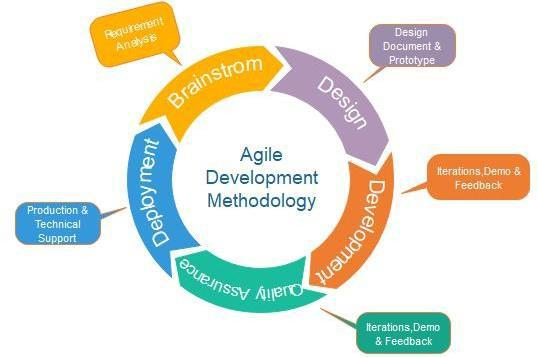 Requirement
Analysis
Brainstrom
Design
Document &
Prototype
Design
Agile
Development
Methodology
Iterations,Demo &
Feedback
Development
Iterations,Demo
& Feedback
Quality Assurance
Production &
Technical
Support
Deployment